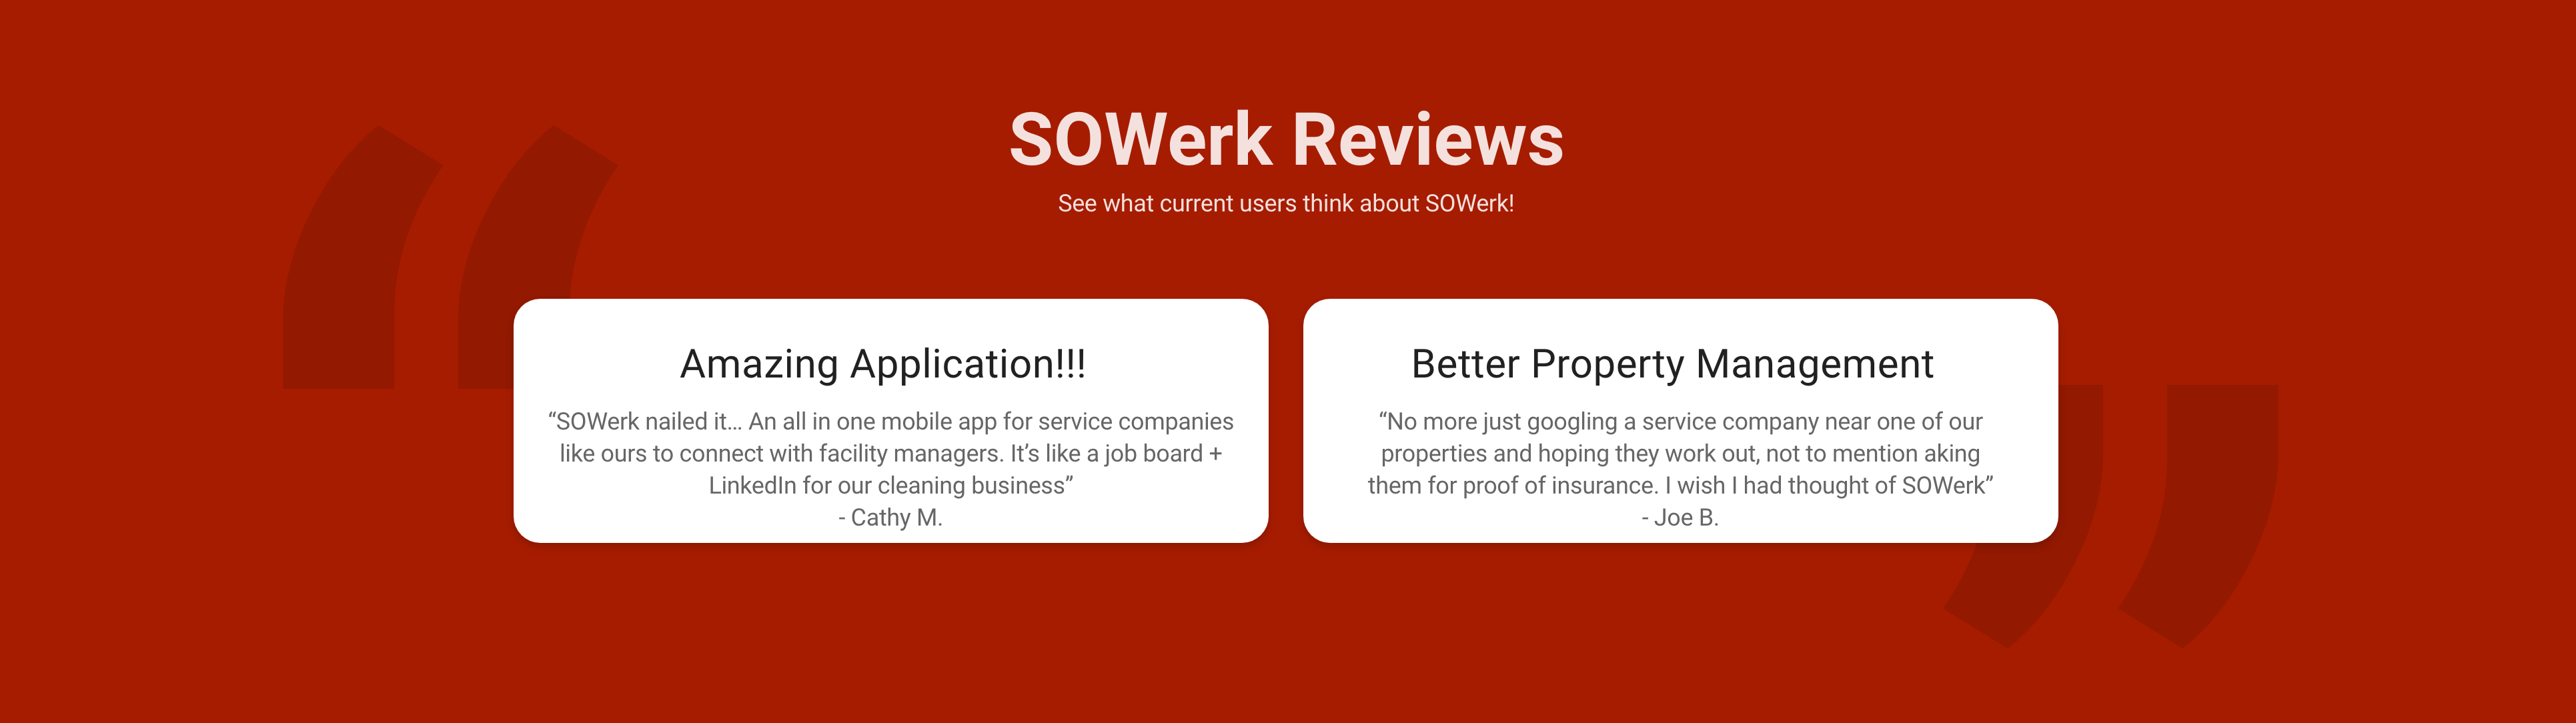 SOWerk Reviews
See what current users think about SOWerk!
Amazing Application!!!
“SOWerk nailed it... An all in one mobile app for service companies
like ours to connect with facility managers. It’s like a job board +
LinkedIn for our cleaning business”
- Cathy M.
Better Property Management
“No more just googling a service company near one of our
properties and hoping they work out, not to mention aking
them for proof of insurance. I wish I had thought of SOWerk”
- Joe B.